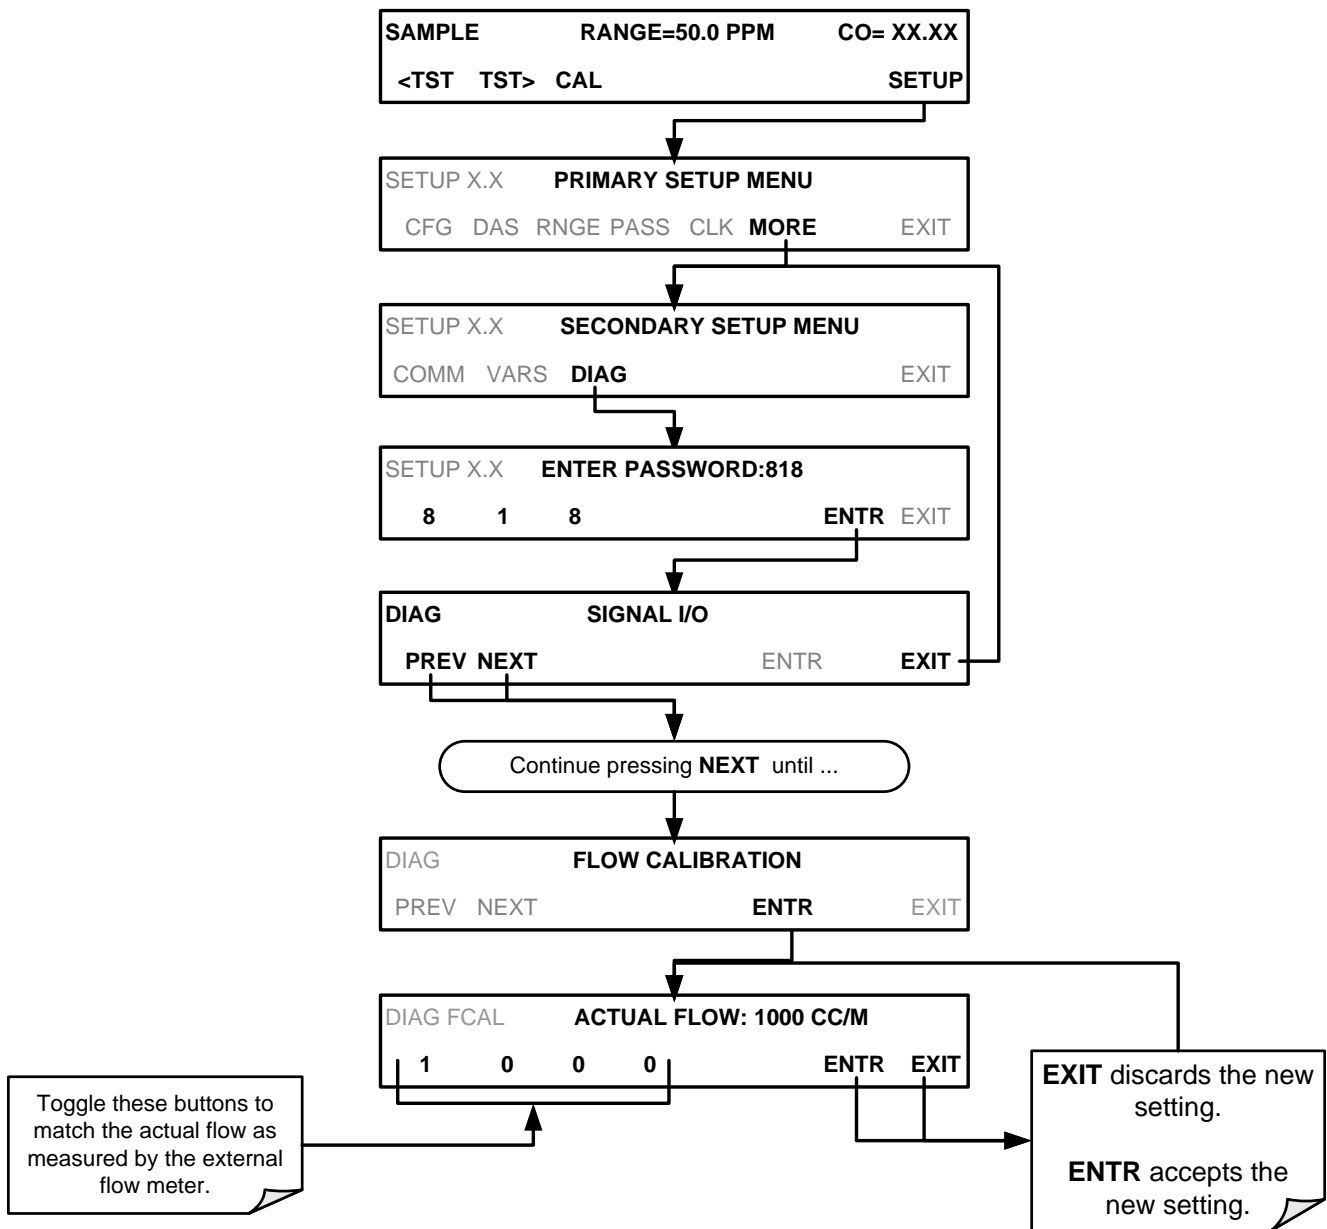 SAMPLE RANGE=50.0 PPM CO= XX.XX
<TST TST> CAL SETUP
SETUP X.X PRIMARY SETUP MENU
CFG DAS RNGE PASS CLK MORE EXIT
SETUP X.X SECONDARY SETUP MENU
COMM VARS DIAG EXIT
SETUP X.X ENTER PASSWORD:818
8 1 8 ENTR EXIT
DIAG SIGNAL I/O
PREV NEXT ENTR EXIT
Continue pressing NEXT until ...
DIAG FLOW CALIBRATION
PREV NEXT ENTR EXIT
DIAG FCAL ACTUAL FLOW: 1000 CC/M
1 0 0 0 ENTR EXIT
Toggle these buttons to
match the actual flow as
measured by the external
flow meter.
EXIT discards the new
setting.
ENTR accepts the
new setting.